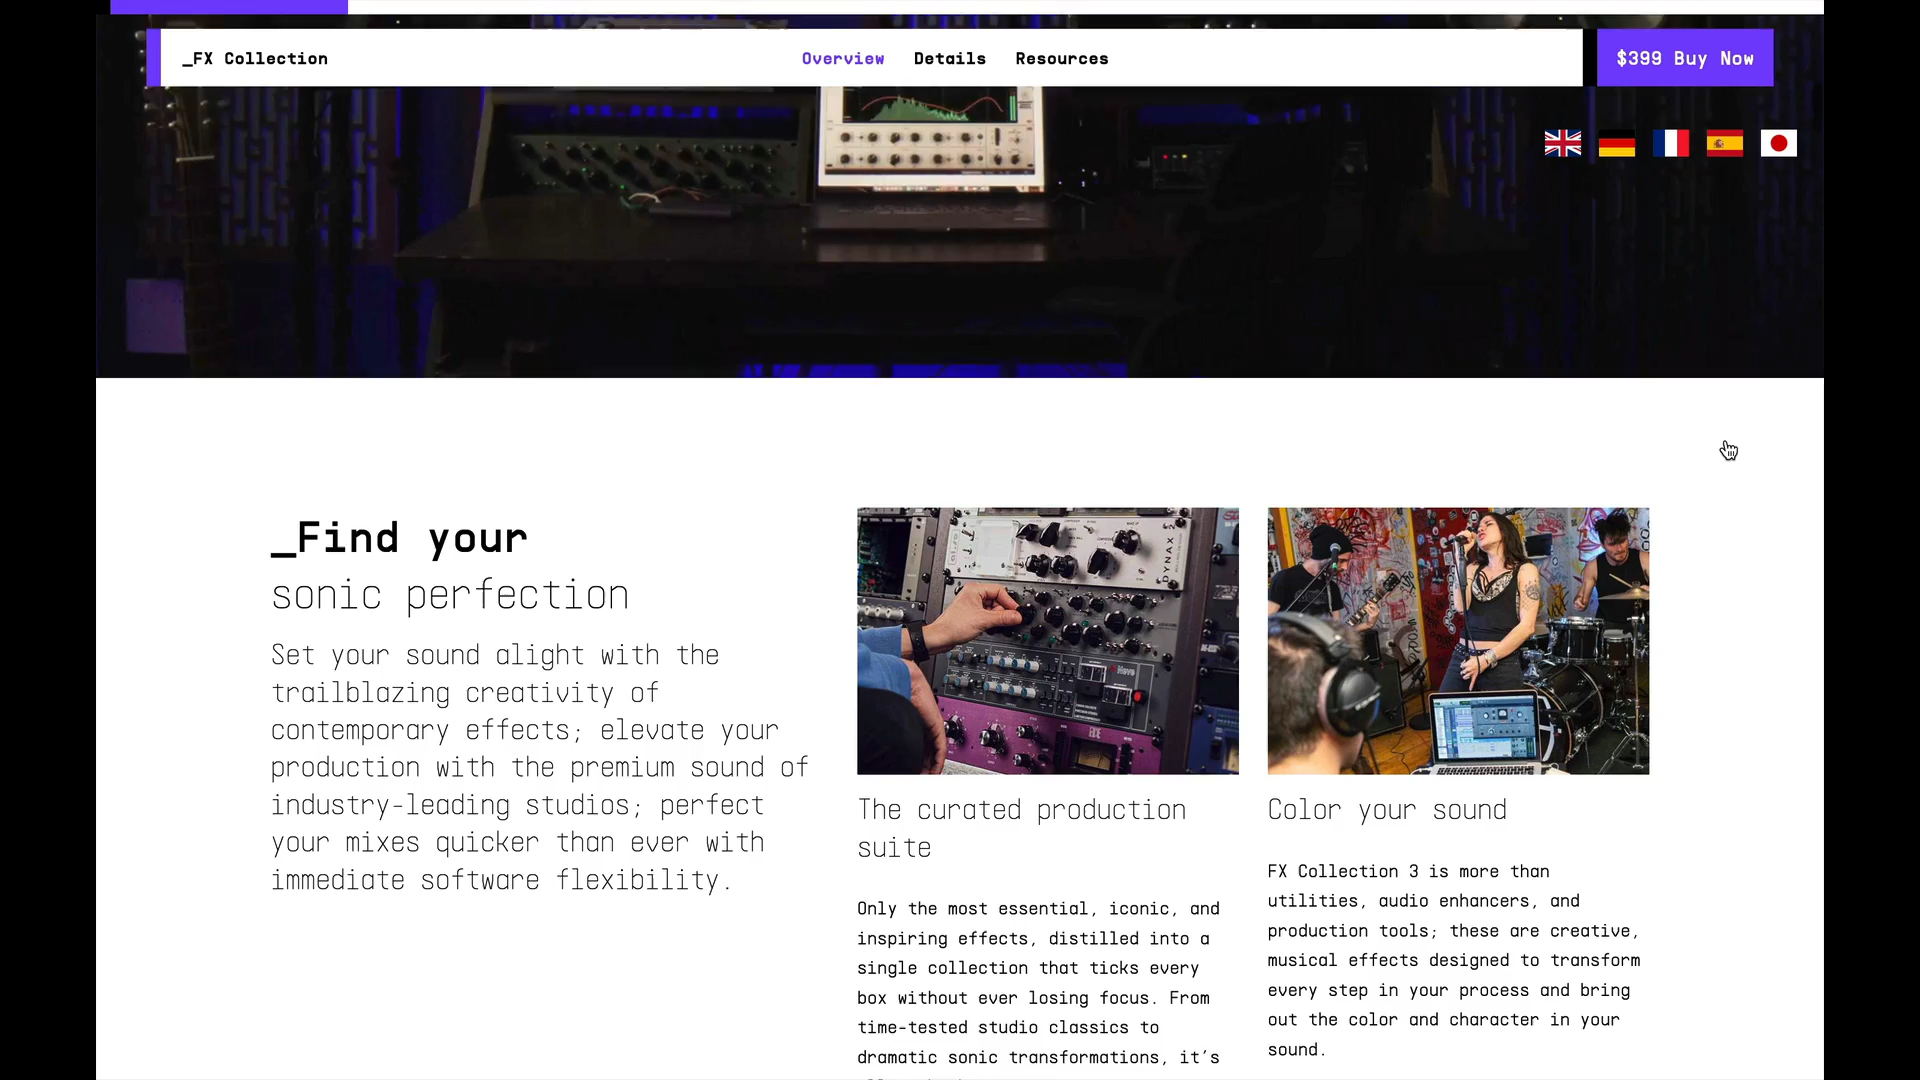 _FX Collection
Overview Details Resources
$399 Buy Now
_Find your
sonic perfection
Set your sound alight with the
trailblazing creativity of
contemporary effects; elevate your
production with the premium sound of
industry-leading studios; perfect
your mixes quicker than ever with
immediate software flexibility.
DYNAX 2
Neve
The curated production
suite
Only the most essential, iconic, and
inspiring effects, distilled into a
single collection that ticks every
box without ever losing focus. From
time-tested studio classics to
dramatic sonic transformations, it's
Color your sound
FX Collection 3 is more than
utilities, audio enhancers, and
production tools; these are creative,
musical effects designed to transform
every step in your process and bring
out the color and character in your
sound.